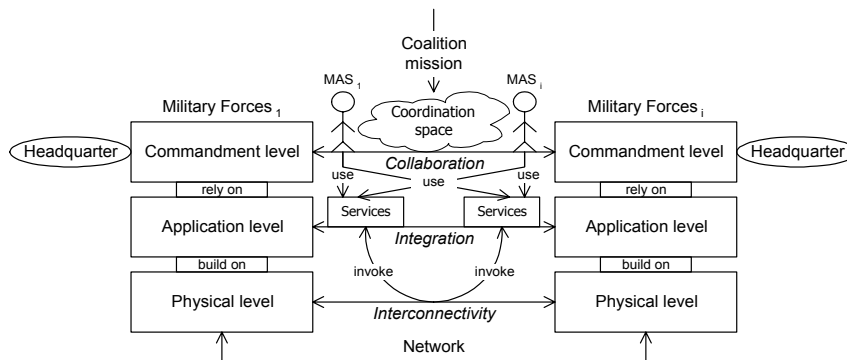 Coalition
mission
MAS 1
MAS i
Military Forces 1
Coordination
space
Military Forces i
Headquarter
Commandment level
Collaboration
Commandment level
Headquarter
use
use
use
rely on
rely on
Services
Services
Application level
Integration
Application level
build on
invoke
invoke
build on
Physical level
Interconnectivity
Physical level
Network